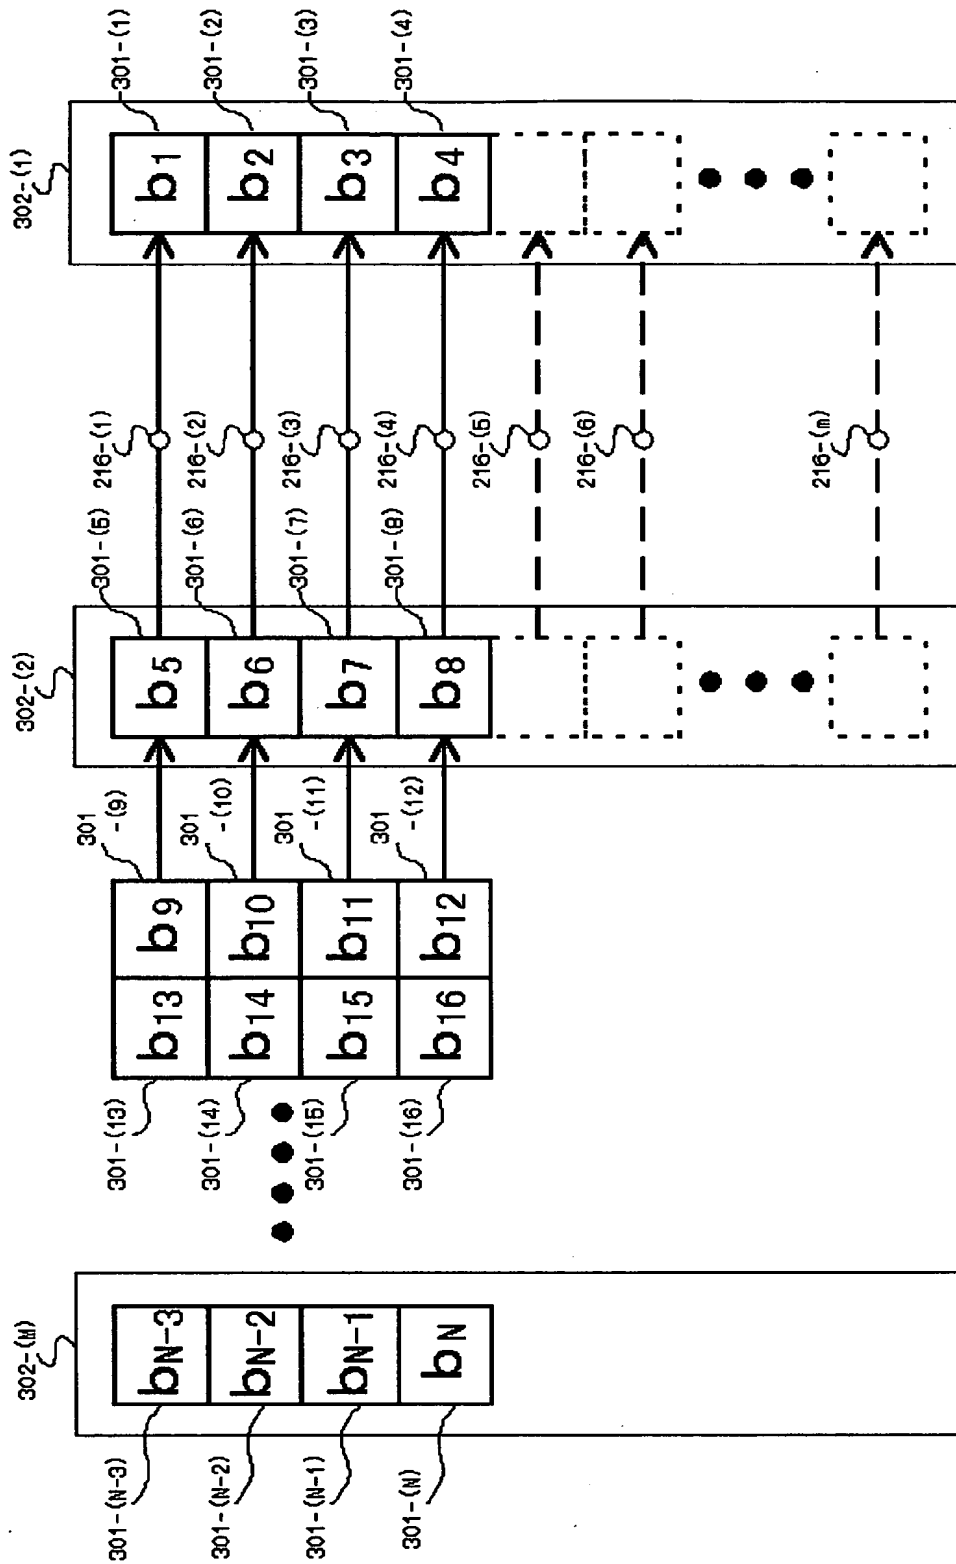 302-(M)
302-(2)
302-(1)
301-(N-3)
301-(N-2)
301-(N-1)
301-(N)
bN-3
bN-2
bN-1
bN
301-(13)
301-(14)
301-(15)
301-(16)
b13
b14
b15
b16
b9
b10
b11
b12
301
-(9)
301
-(10)
301
-(11)
301
-(12)
b5
b6
b7
b8
301-(5)
301-(6)
301-(7)
301-(8)
216-(1)
216-(2)
216-(3)
216-(4)
216-(5)
216-(6)
216-(m)
b1
b2
b3
b4
301-(1)
301-(2)
301-(3)
301-(4)